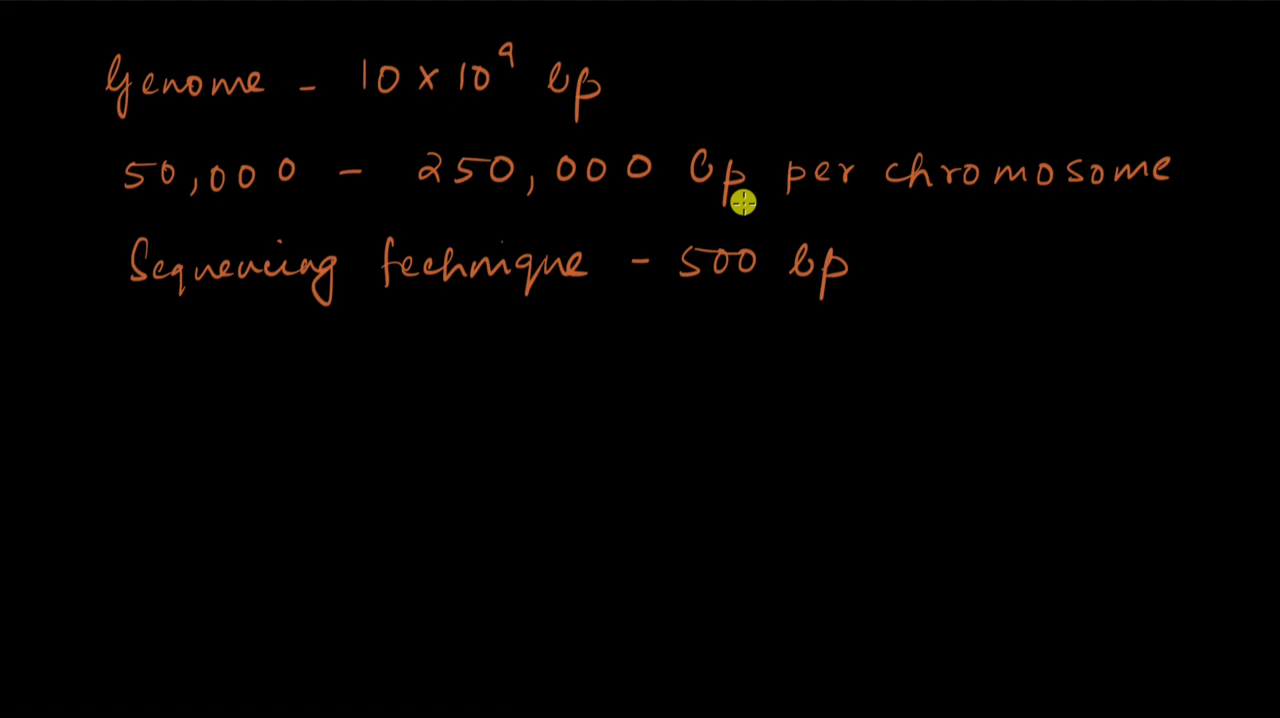 Genome - 10 × 10⁹ bp
50,000 - 250,000 bp per chromosome
Sequencing technique - 500 bp